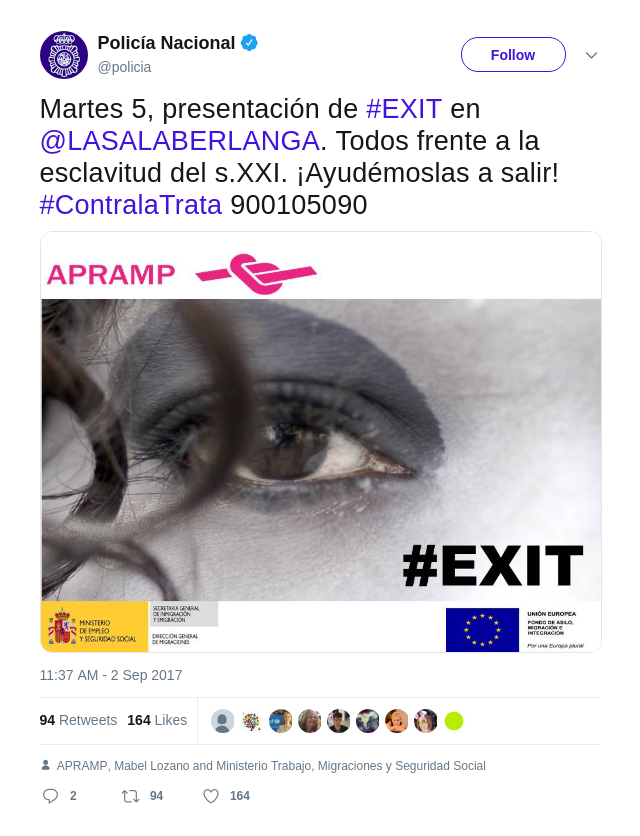 Policía Nacional
@policia
Follow
Martes 5, presentación de #EXIT en
@LASALABERLANGA. Todos frente a la
esclavitud del s.XXI. ¡Ayudémoslas a salir!
#ContralaTrata 900105090
APRAMP
#EXIT
MINISTERIO
DE EMPLEO
Y SEGURIDAD SOCIAL
SECRETARÍA GENERAL
DE INMIGRACIÓN
Y EMIGRACIÓN
DIRECCIÓN GENERAL
DE MIGRACIONES
UNIÓN EUROPEA
FONDO DE ASILO,
MIGRACIÓN E
INTEGRACIÓN
Por una Europa plural
11:37 AM - 2 Sep 2017
94 Retweets 164 Likes
APRAMP, Mabel Lozano and Ministerio Trabajo, Migraciones y Seguridad Social
2 94 164